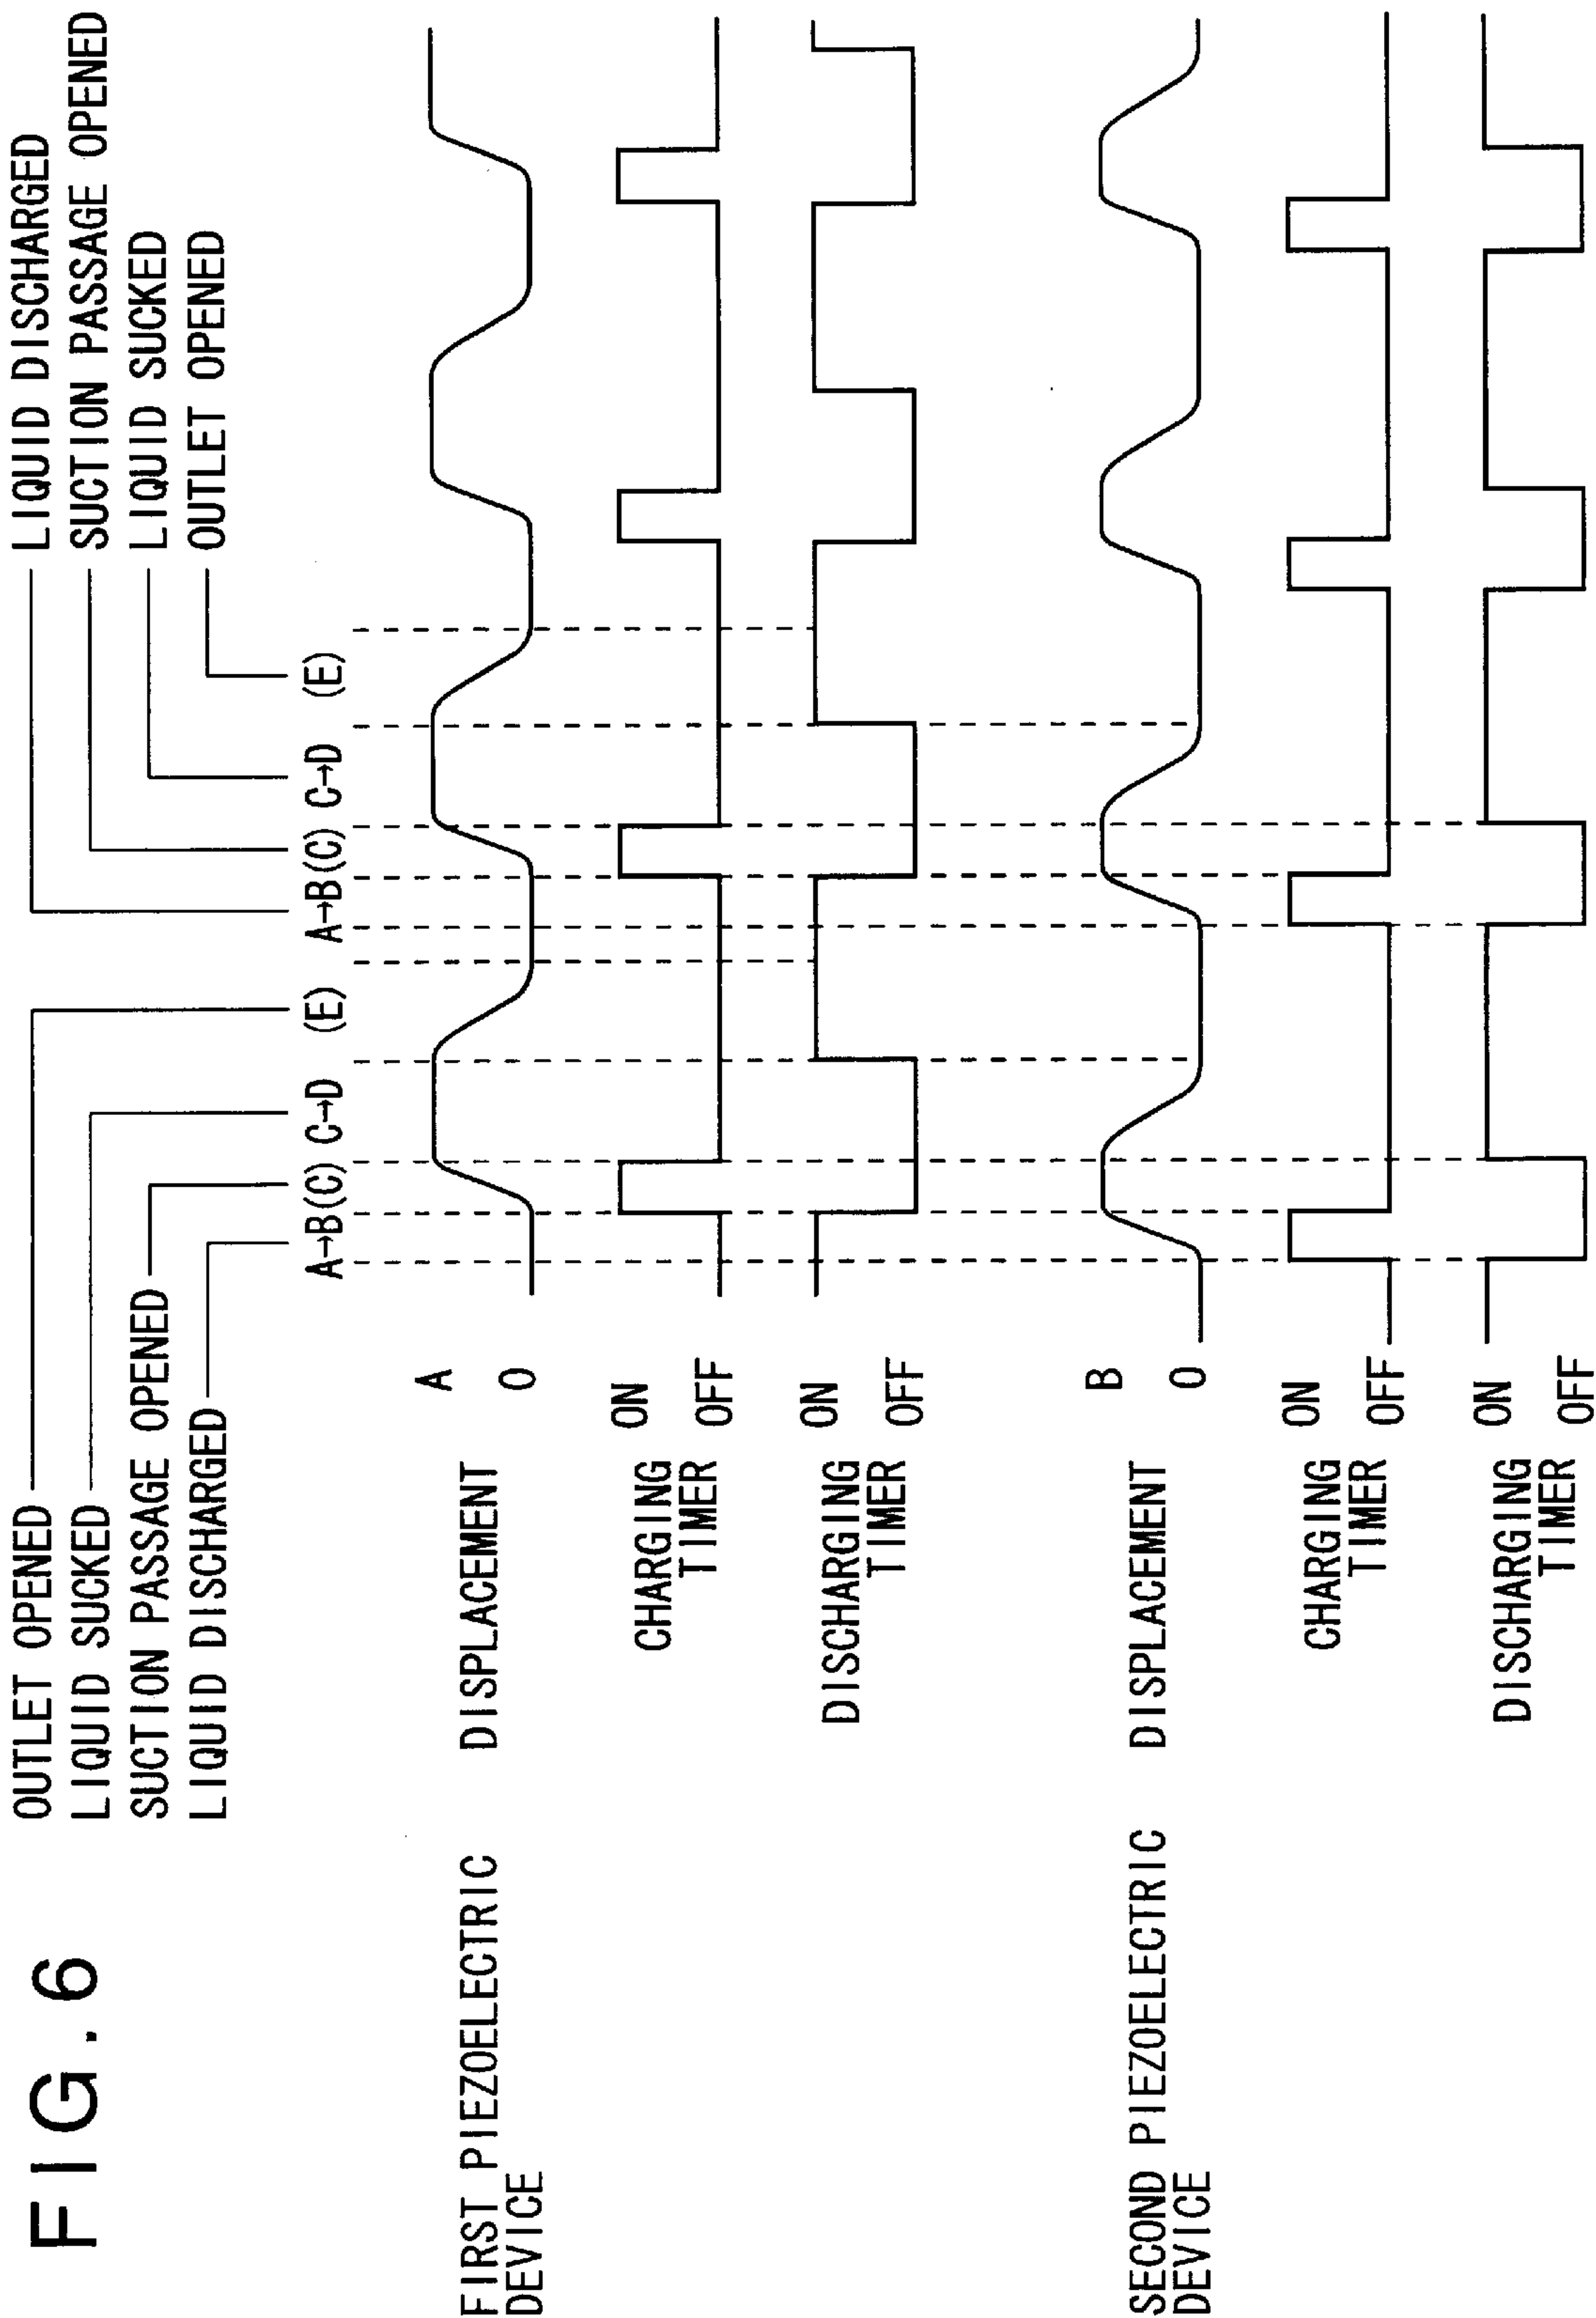 FIG. 6
OUTLET OPENED
LIQUID SUCKED
SUCTION PASSAGE OPENED
LIQUID DISCHARGED
LIQUID DISCHARGED
SUCTION PASSAGE OPENED
LIQUID SUCKED
OUTLET OPENED
A→B(C) C→D (E) A→B(C) C→D (E)
FIRST PIEZOELECTRIC
DEVICE
DISPLACEMENT
A
0
CHARGING
TIMER
ON
OFF
DISCHARGING
TIMER
ON
OFF
SECOND PIEZOELECTRIC
DEVICE
DISPLACEMENT
B
0
CHARGING
TIMER
ON
OFF
DISCHARGING
TIMER
ON
OFF